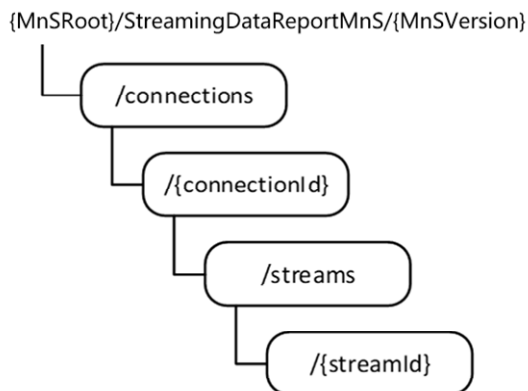 {MnSRoot}/StreamingDataReportMnS/{MnSVersion}
/connections
/{connectionId}
/streams
/{streamId}